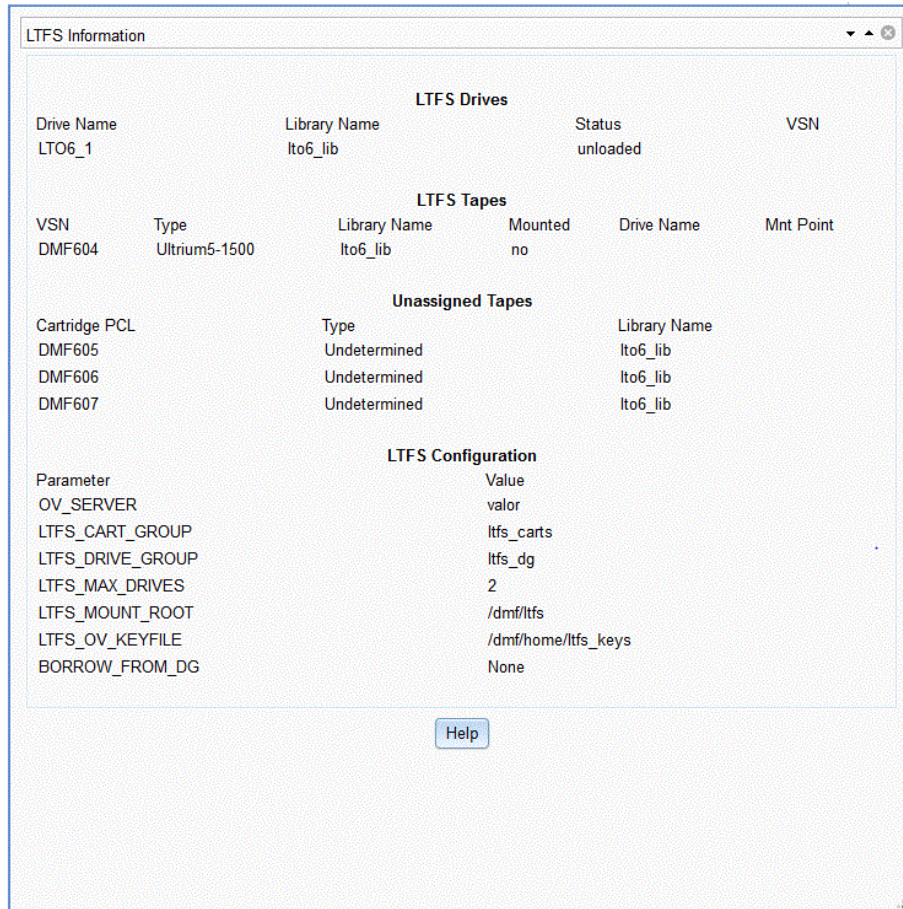 LTFS Information
LTFS Drives
Drive Name Library Name Status VSN
LTO6_1 lto6_lib unloaded
LTFS Tapes
VSN Type Library Name Mounted Drive Name Mnt Point
DMF604 Ultrium5-1500 lto6_lib no
Unassigned Tapes
Cartridge PCL Type Library Name
DMF605 Undetermined lto6_lib
DMF606 Undetermined lto6_lib
DMF607 Undetermined lto6_lib
LTFS Configuration
Parameter Value
OV_SERVER valor
LTFS_CART_GROUP ltfs_carts
LTFS_DRIVE_GROUP ltfs_dg
LTFS_MAX_DRIVES 2
LTFS_MOUNT_ROOT /dmf/ltfs
LTFS_OV_KEYFILE /dmf/home/ltfs_keys
BORROW_FROM_DG None
Help